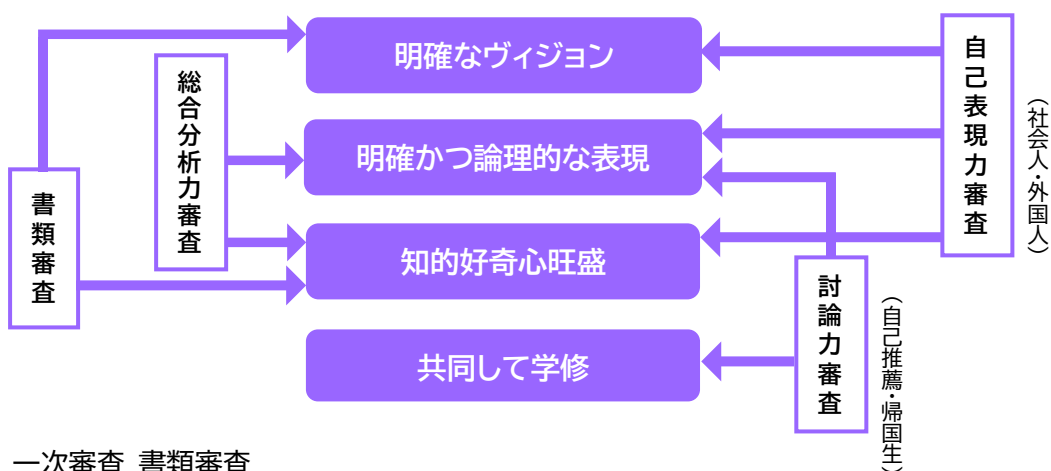 明確なヴィジョン
明確かつ論理的な表現
知的好奇心旺盛
共同して学修
書類審査
総合分析力審査
自己表現力審査
（社会人・外国人）
討論力審査
（自己推薦・帰国生）
一次審査 書類審査